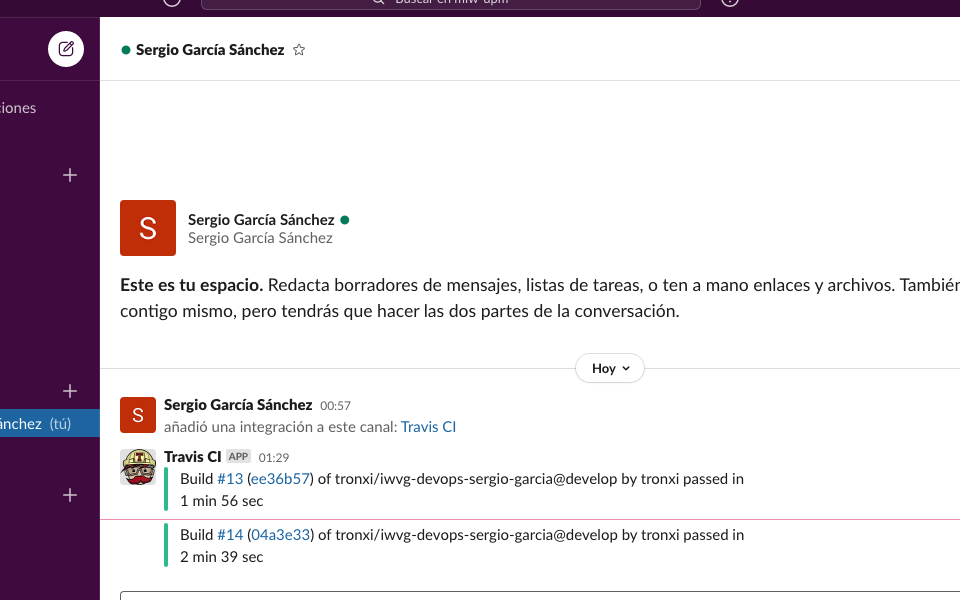 Buscar en miw-upm
Sergio García Sánchez
ciones
S
Sergio García Sánchez
Sergio García Sánchez
Este es tu espacio. Redacta borradores de mensajes, listas de tareas, o ten a mano enlaces y archivos. También
contigo mismo, pero tendrás que hacer las dos partes de la conversación.
Hoy
S
Sergio García Sánchez 00:57
añadió una integración a este canal: Travis CI
ánchez (tú)
Travis CI APP 01:29
Build #13 (ee36b57) of tronxi/iwvg-devops-sergio-garcia@develop by tronxi passed in
1 min 56 sec
Build #14 (04a3e33) of tronxi/iwvg-devops-sergio-garcia@develop by tronxi passed in
2 min 39 sec